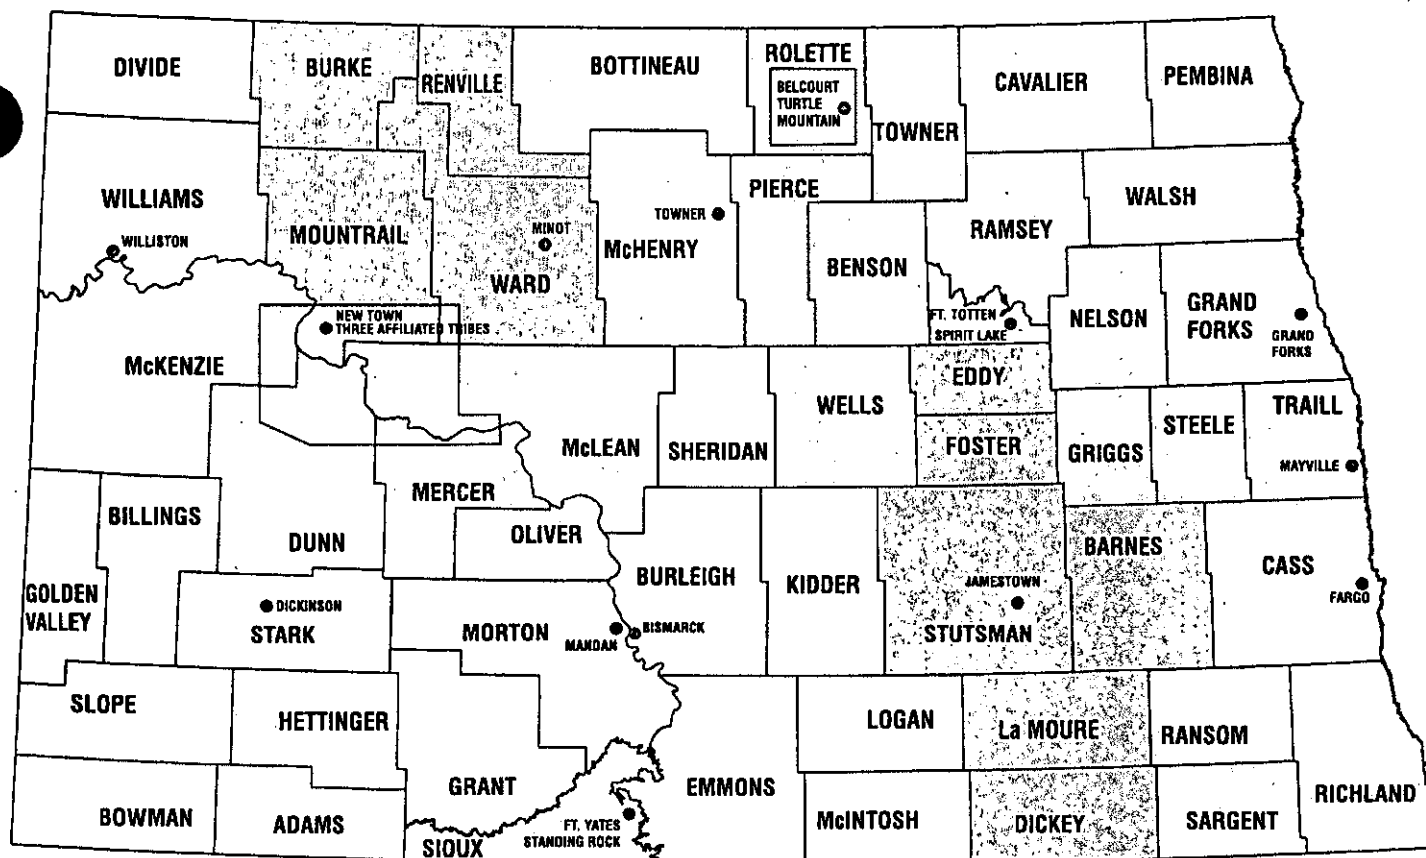 DIVIDE
BURKE
RENVILLE
BOTTINEAU
ROLETTE
BELCOURT
TURTLE
MOUNTAIN
TOWNER
CAVALIER
PEMBINA
WILLIAMS
WILLISTON
MOUNTRAIL
MINOT
WARD
TOWNER
McHENRY
PIERCE
BENSON
RAMSEY
WALSH
NEW TOWN
THREE AFFILIATED TRIBES
FT. TOTTEN
SPIRIT LAKE
NELSON
GRAND
FORKS
GRAND
FORKS
McKENZIE
McLEAN
SHERIDAN
WELLS
EDDY
FOSTER
GRIGGS
STEELE
TRAILL
MAYVILLE
BILLINGS
DUNN
MERCER
OLIVER
BURLEIGH
KIDDER
JAMESTOWN
STUTSMAN
BARNES
CASS
FARGO
GOLDEN
VALLEY
DICKINSON
STARK
MORTON
MANDAN
BISMARCK
SLOPE
HETTINGER
GRANT
EMMONS
LOGAN
La MOURE
RANSOM
RICHLAND
BOWMAN
ADAMS
SIOUX
FT. YATES
STANDING ROCK
McINTOSH
DICKEY
SARGENT